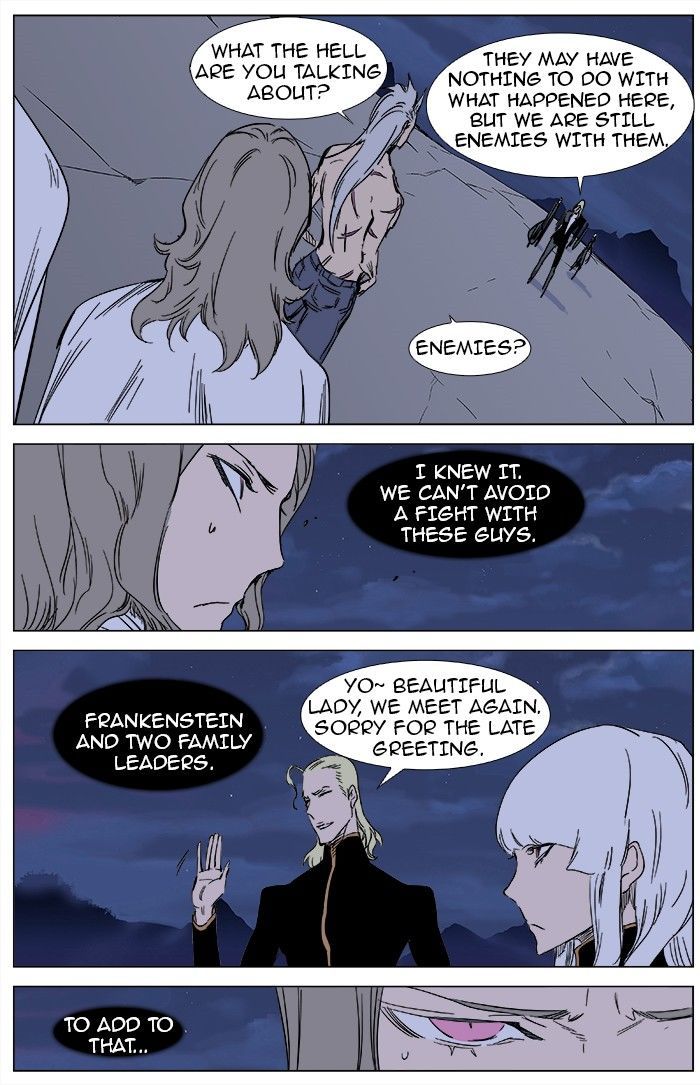 WHAT THE HELL
ARE YOU TALKING
ABOUT?
THEY MAY HAVE
NOTHING TO DO WITH
WHAT HAPPENED HERE,
BUT WE ARE STILL
ENEMIES WITH THEM.
ENEMIES?
I KNEW IT.
WE CAN'T AVOID
A FIGHT WITH
THESE GUYS.
FRANKENSTEIN
AND TWO FAMILY
LEADERS.
YO~ BEAUTIFUL
LADY, WE MEET AGAIN.
SORRY FOR THE LATE
GREETING.
TO ADD TO
THAT...